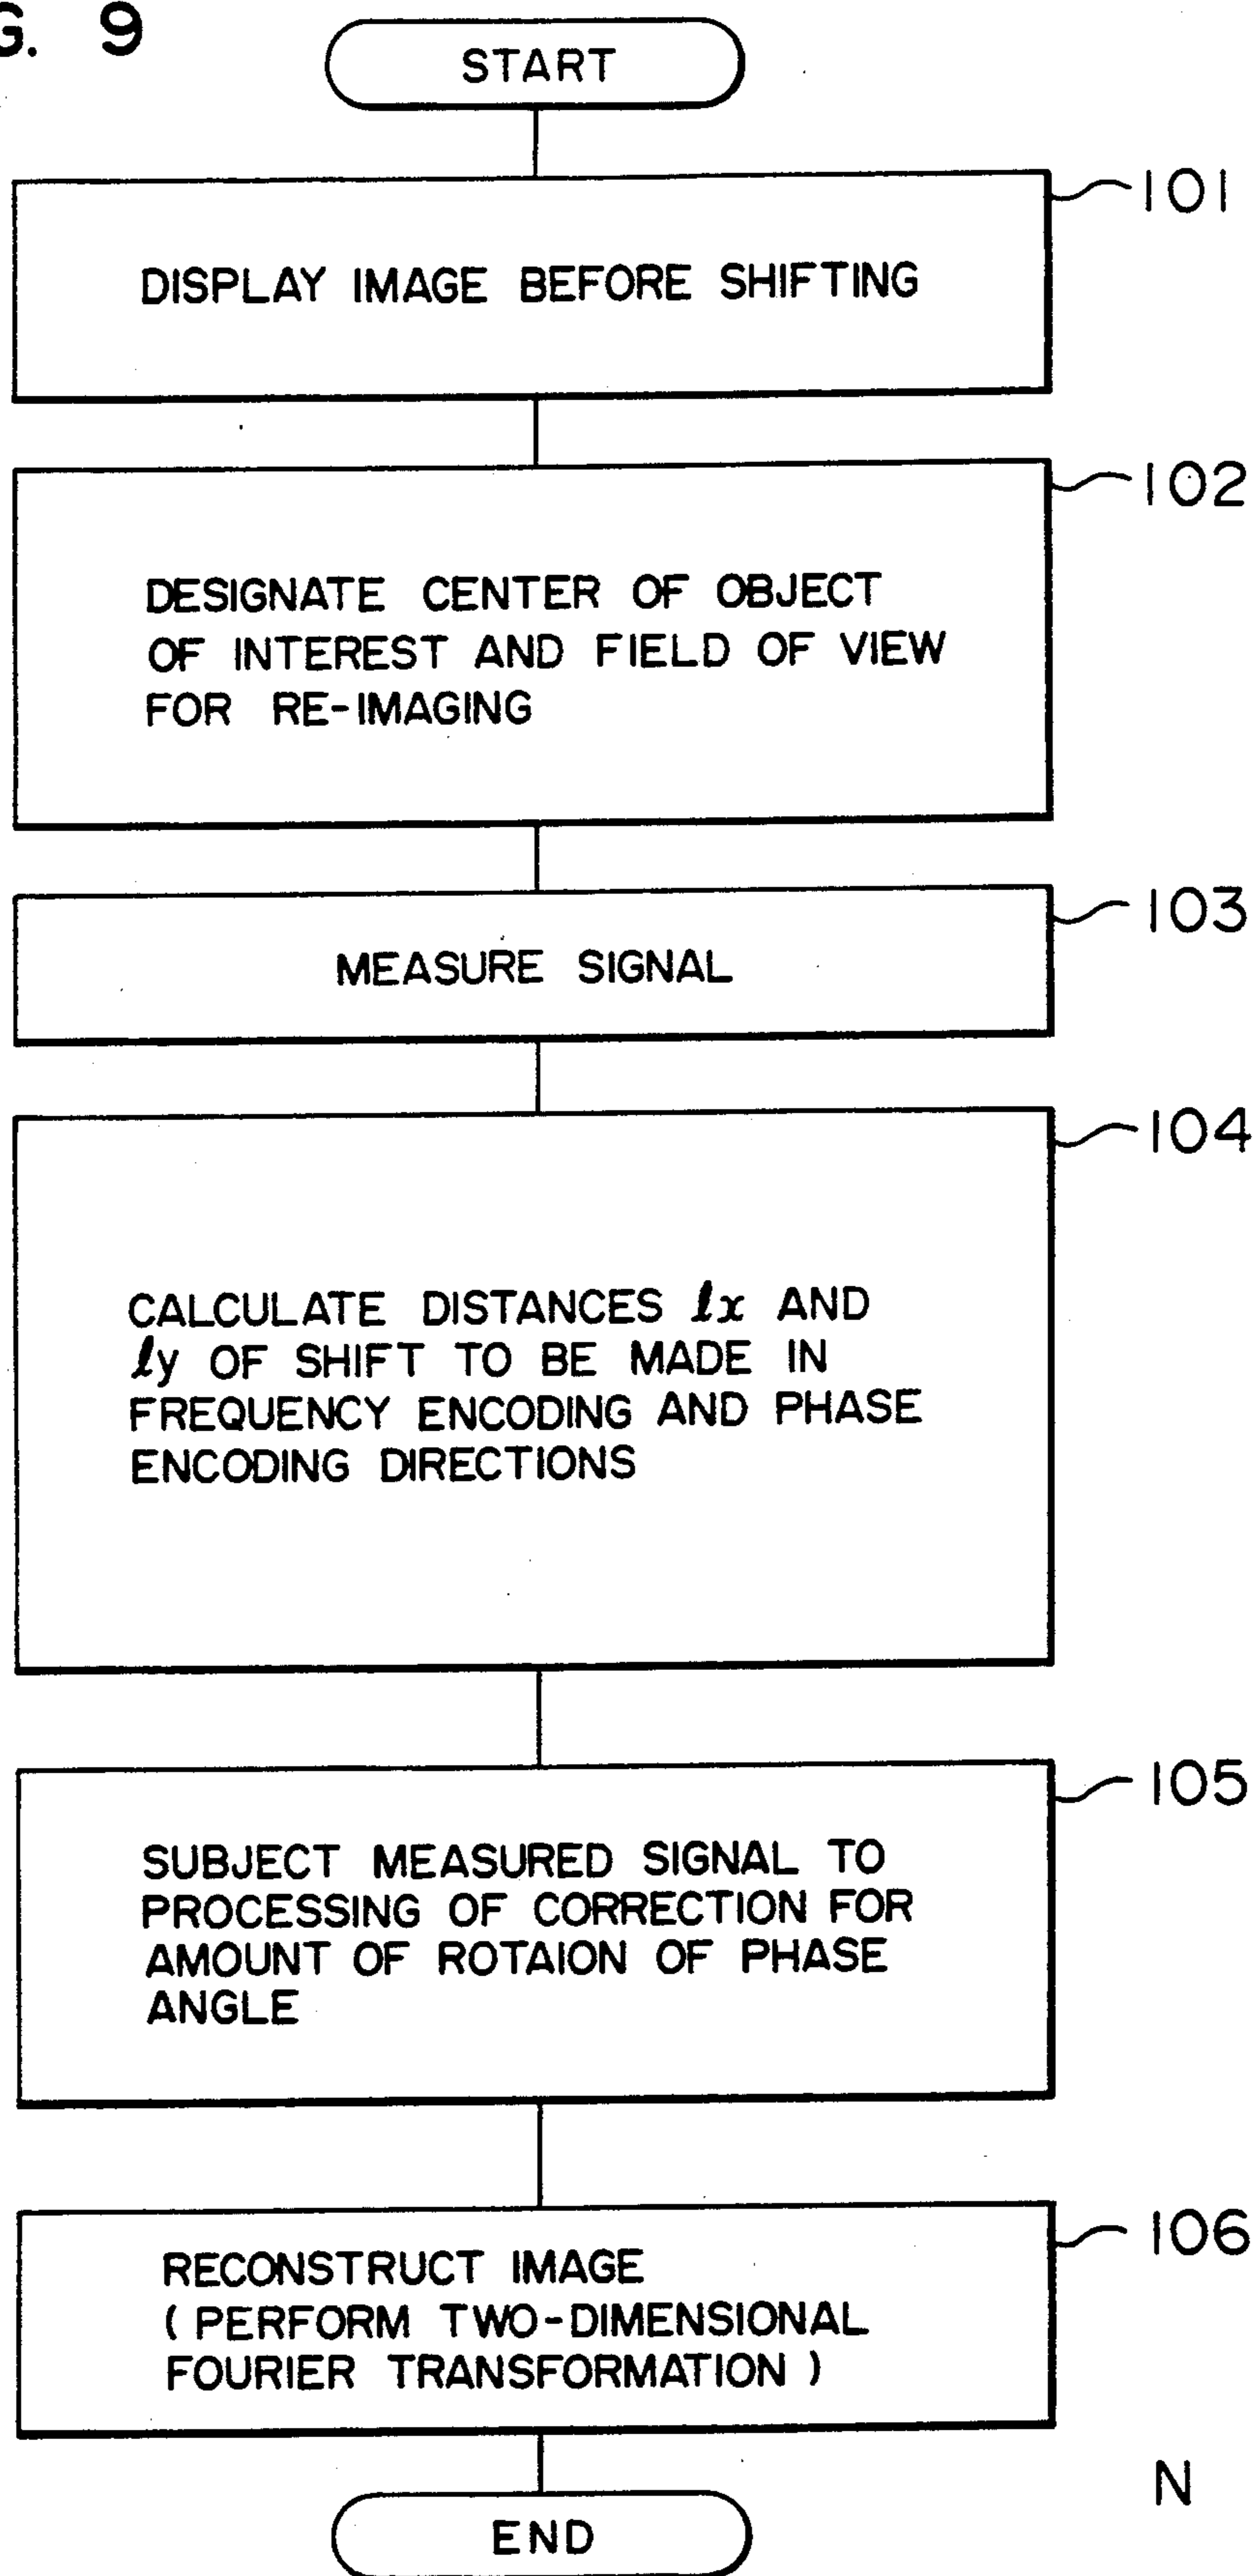 G. 9
START
101
DISPLAY IMAGE BEFORE SHIFTING
102
DESIGNATE CENTER OF OBJECT
OF INTEREST AND FIELD OF VIEW
FOR RE-IMAGING
103
MEASURE SIGNAL
104
CALCULATE DISTANCES lx AND
ly OF SHIFT TO BE MADE IN
FREQUENCY ENCODING AND PHASE
ENCODING DIRECTIONS
105
SUBJECT MEASURED SIGNAL TO
PROCESSING OF CORRECTION FOR
AMOUNT OF ROTAION OF PHASE
ANGLE
106
RECONSTRUCT IMAGE
( PERFORM TWO-DIMENSIONAL
FOURIER TRANSFORMATION )
N
END